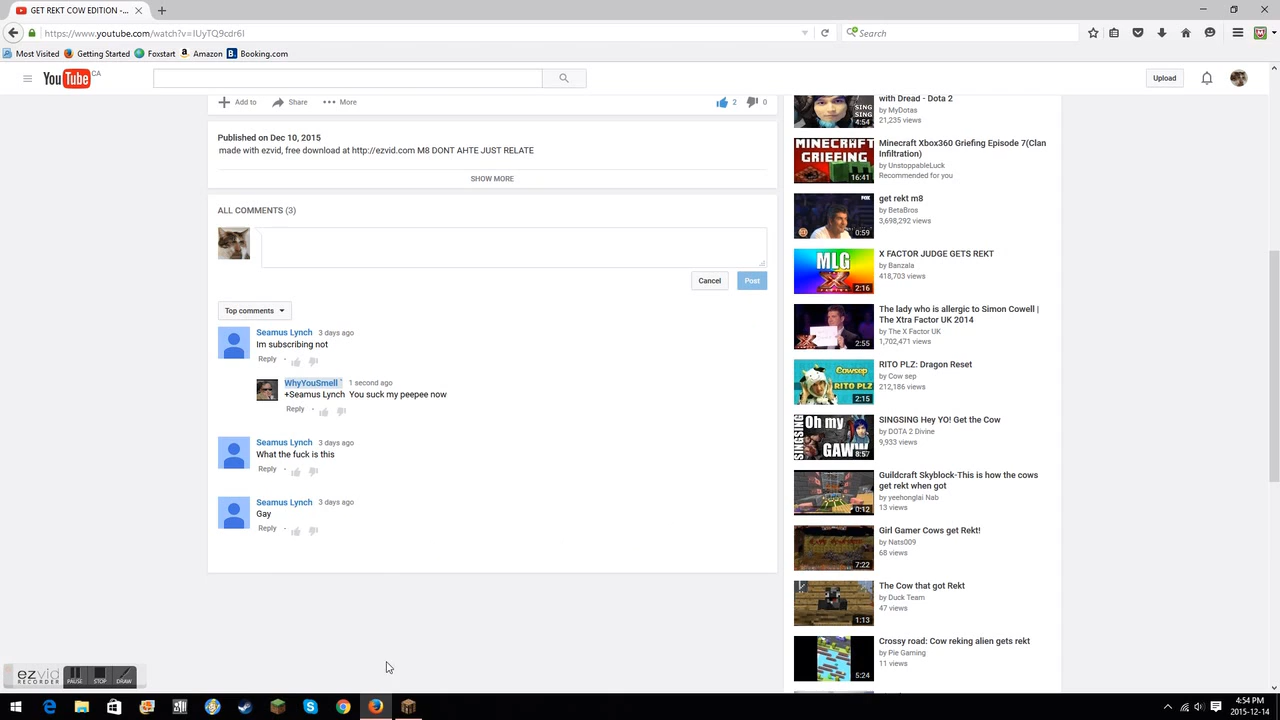 GET REKT COW EDITION -...
https://www.youtube.com/watch?v=IUyTQ9cdr6I
Search
Most Visited
Getting Started
Foxstart
Amazon
Booking.com
YouTube CA
Upload
Add to
Share
More
2
0
Published on Dec 10, 2015
made with ezvid, free download at http://ezvid.com M8 DONT AHTE JUST RELATE
SHOW MORE
ALL COMMENTS (3)
Cancel
Post
Top comments
Seamus Lynch 3 days ago
Im subscribing not
Reply
WhyYouSmell ` 1 second ago
+Seamus Lynch You suck my peepee now
Reply
Seamus Lynch 3 days ago
What the fuck is this
Reply
Seamus Lynch 3 days ago
Gay
Reply
SING
SING
4:54
with Dread - Dota 2
by MyDotas
21,235 views
MINECRAFT
GRIEFING
16:41
Minecraft Xbox360 Griefing Episode 7(Clan
Infiltration)
by UnstoppableLuck
Recommended for you
FOX
0:59
get rekt m8
by BetaBros
3,698,292 views
MLG
2:16
X FACTOR JUDGE GETS REKT
by Banzala
418,703 views
2:55
The lady who is allergic to Simon Cowell |
The Xtra Factor UK 2014
by The X Factor UK
1,702,471 views
Cowsep
RITO PLZ
2:15
RITO PLZ: Dragon Reset
by Cow sep
212,186 views
SINGSING
Oh my
GAWW
8:57
SINGSING Hey YO! Get the Cow
by DOTA 2 Divine
9,933 views
0:12
Guildcraft Skyblock-This is how the cows
get rekt when got
by yeehonglai Nab
13 views
7:22
Girl Gamer Cows get Rekt!
by Nats009
68 views
1:13
The Cow that got Rekt
by Duck Team
47 views
5:24
Crossy road: Cow reking alien gets rekt
by Pie Gaming
11 views
ezvid
RECORDER
PAUSE
STOP
DRAW
4:54 PM
2015-12-14